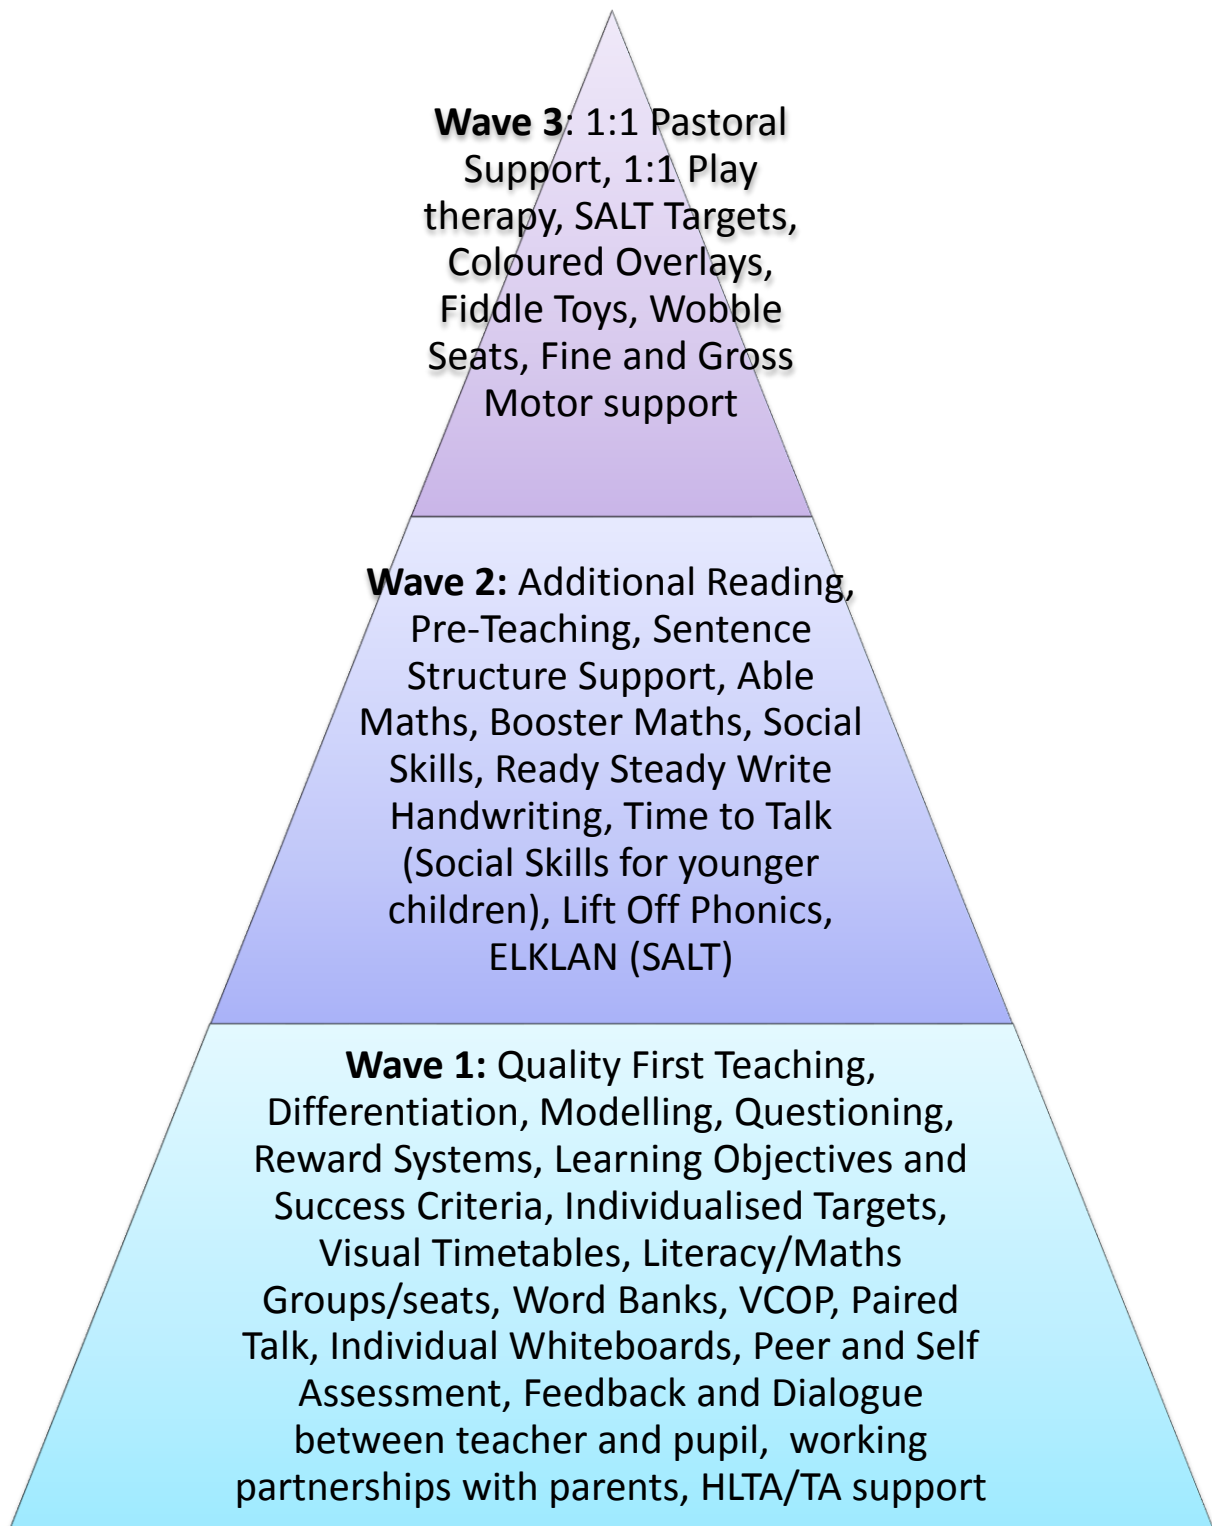 Wave 3: 1:1 Pastoral
Support, 1:1 Play
therapy, SALT Targets,
Coloured Overlays,
Fiddle Toys, Wobble
Seats, Fine and Gross
Motor support
Wave 2: Additional Reading,
Pre-Teaching, Sentence
Structure Support, Able
Maths, Booster Maths, Social
Skills, Ready Steady Write
Handwriting, Time to Talk
(Social Skills for younger
children), Lift Off Phonics,
ELKLAN (SALT)
Wave 1: Quality First Teaching,
Differentiation, Modelling, Questioning,
Reward Systems, Learning Objectives and
Success Criteria, Individualised Targets,
Visual Timetables, Literacy/Maths
Groups/seats, Word Banks, VCOP, Paired
Talk, Individual Whiteboards, Peer and Self
Assessment, Feedback and Dialogue
between teacher and pupil,  working
partnerships with parents, HLTA/TA support